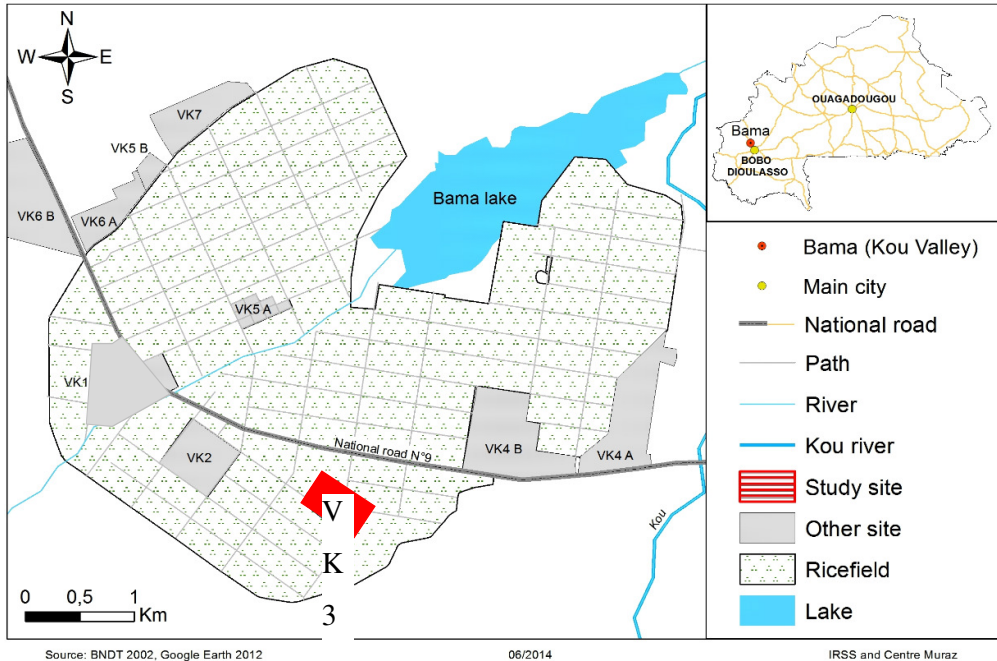 N
W E
S
VK7
VK5 B
VK6 B
VK6 A
Bama lake
d
VK5 A
VK1
National road N°9
VK2
VK4 B
VK4 A
V
K
3
Kou
0 0,5 1
Km
OUAGADOUGOU
Bama
BOBO
DIOULASSO
Bama (Kou Valley)
Main city
National road
Path
River
Kou river
Study site
Other site
Ricefield
Lake
Source: BNDT 2002, Google Earth 2012 06/2014 IRSS and Centre Muraz